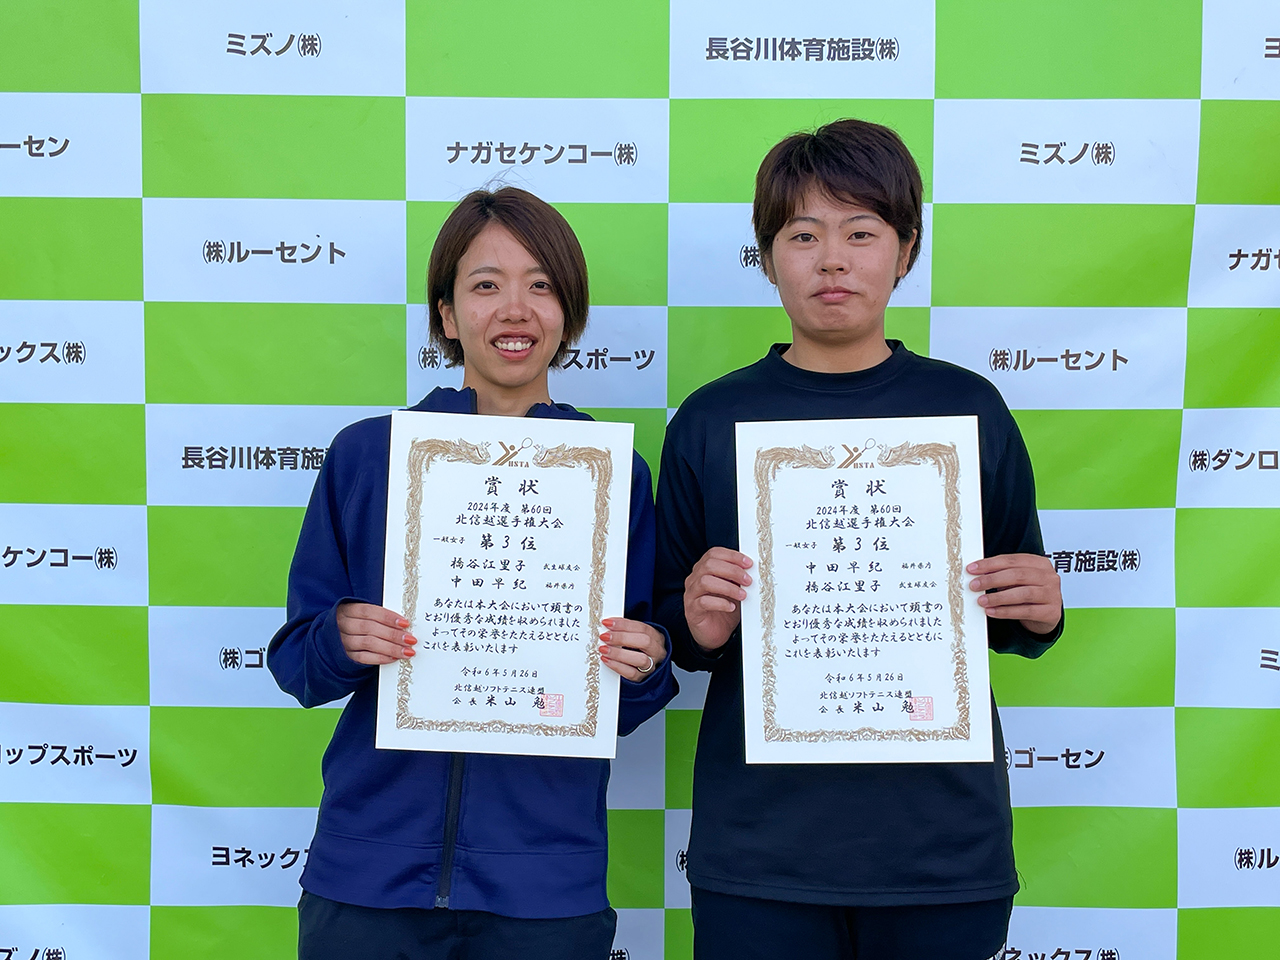 ミズノ㈱
長谷川体育施設㈱
ーセン
ナガセケンコー㈱
ミズノ㈱
㈱ルーセント
㈱
ナガセ
ックス㈱
㈱
スポーツ
㈱ルーセント
長谷川体育施
㈱ダンロ
ケンコー㈱
育施設㈱
㈱ゴ
ミ
リップスポーツ
ゴーセン
ヨネックス
㈱ル
ズノ㈱
ネックス㈱
HSTA
賞状
2024年度 第60回
北信越選手権大会
一般女子 第3位
橋谷江里子 武生球友会
中田早紀 福井県庁
あなたは本大会において頭書の
とおり優秀な成績を収められました
よってその栄誉をたたえるとともに
これを表彰いたします
令和6年5月26日
北信越ソフトテニス連盟
会長 米山 勉
HSTA
賞状
2024年度 第60回
北信越選手権大会
一般女子 第3位
中田早紀 福井県庁
橋谷江里子 武生球友会
あなたは本大会において頭書の
とおり優秀な成績を収められました
よってその栄誉をたたえるとともに
これを表彰いたします
令和6年5月26日
北信越ソフトテニス連盟
会長 米山 勉